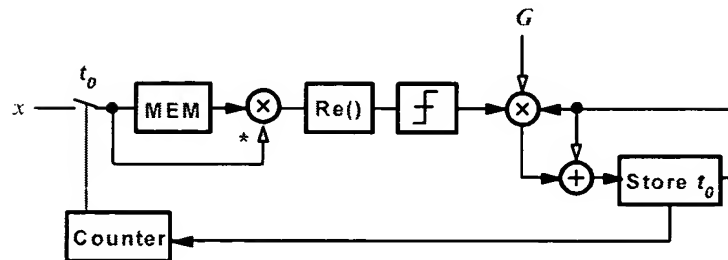 G
t₀
x
MEM
*
Re()
Store t₀
Counter